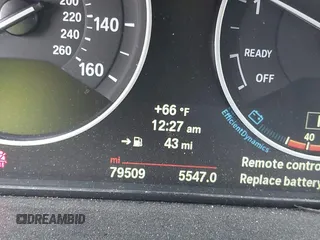 200
220
240
260
140
160
1
READY
OFF
EfficientDynamics
40
+66 °F
12:27 am
43 mi
mi
79509 5547.0
Remote contro
Replace battery
DREAMBID